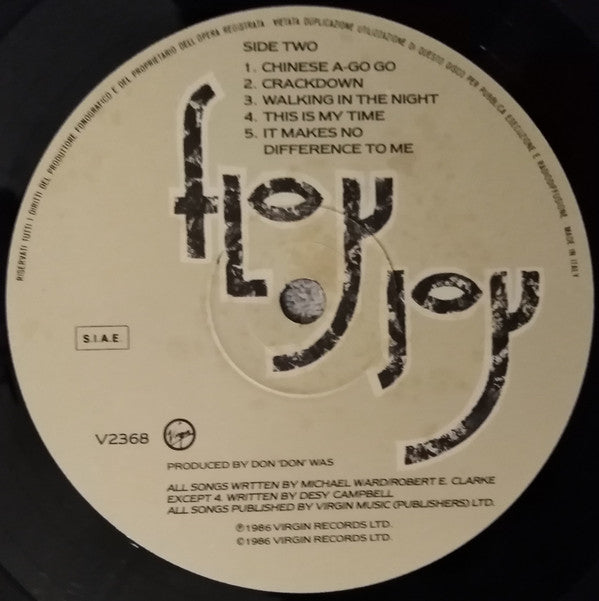 RISERVATI TUTTI I DIRITTI DEL PRODUTTORE FONOGRAFICO E DEL PROPRIETARIO DELL'OPERA REGISTRATA · VIETATA DUPLICAZIONE UTILIZZAZIONE DI QUESTO DISCO PER PUBBLICA ESECUZIONE E RADIODIFFUSIONE. MADE IN ITALY
SIDE TWO
1. CHINESE A-GO GO
2. CRACKDOWN
3. WALKING IN THE NIGHT
4. THIS IS MY TIME
5. IT MAKES NO
DIFFERENCE TO ME
floy
joy
S.I.A.E.
V2368 Virgin
PRODUCED BY DON 'DON' WAS
ALL SONGS WRTTEN BY MICHAEL WARD/ROBERT E. CLARKE
EXCEPT 4. WRITTEN BY DESY CAMPBELL
ALL SONGS PUBLISHED BY VIRGIN MUSIC (PUBLISHERS) LTD.
℗1986 VIRGIN RECORDS LTD.
©1986 VIRGIN RECORDS LTD.